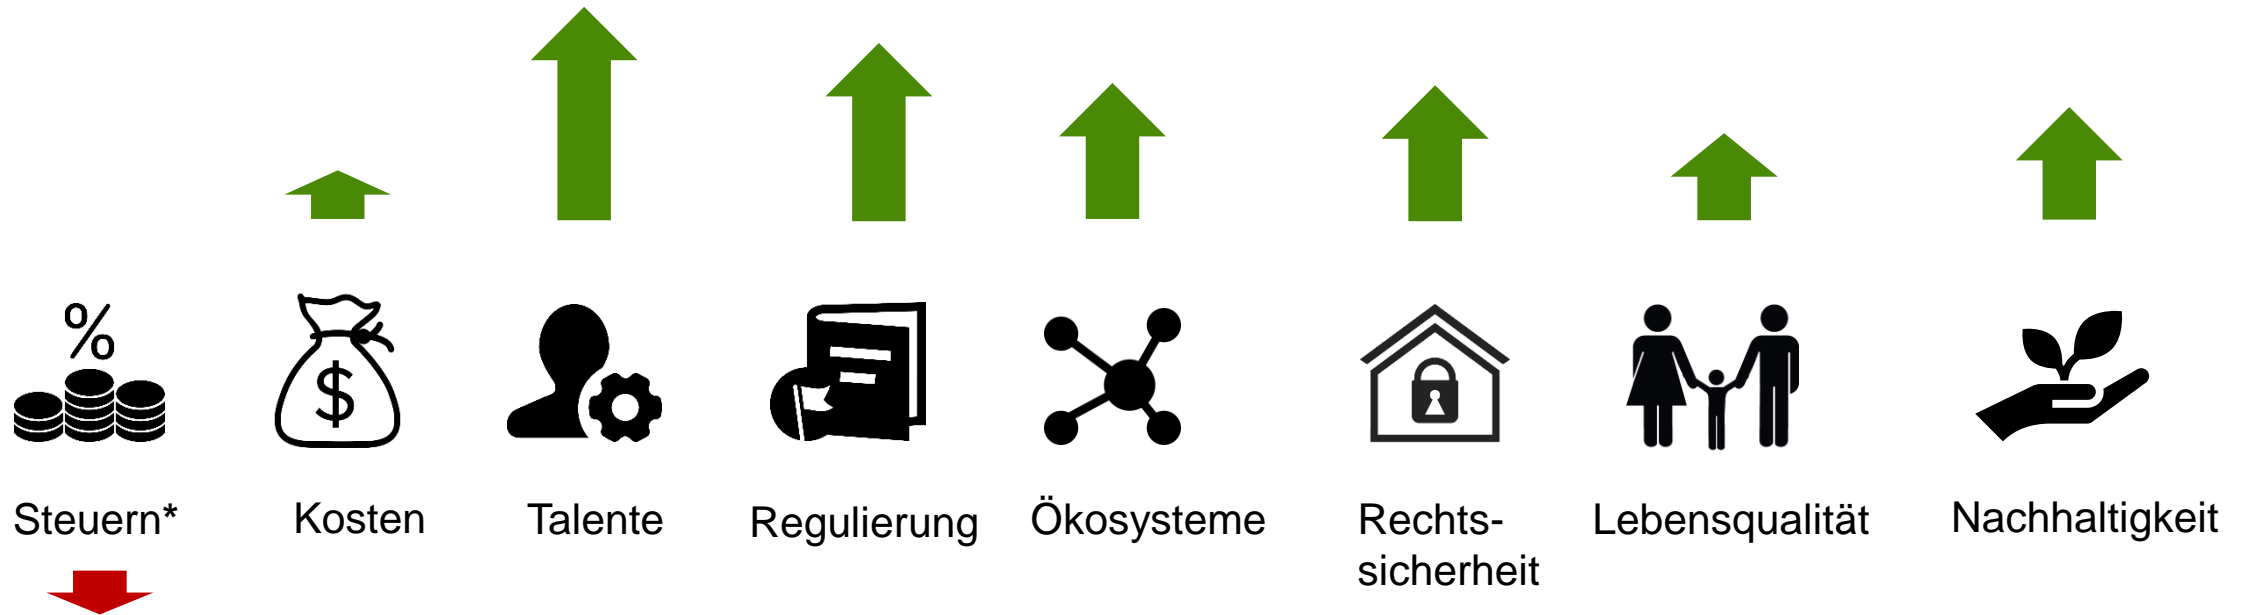 %
$
Steuern*
Kosten
Talente
Regulierung
Ökosysteme
Rechts-
sicherheit
Lebensqualität
Nachhaltigkeit